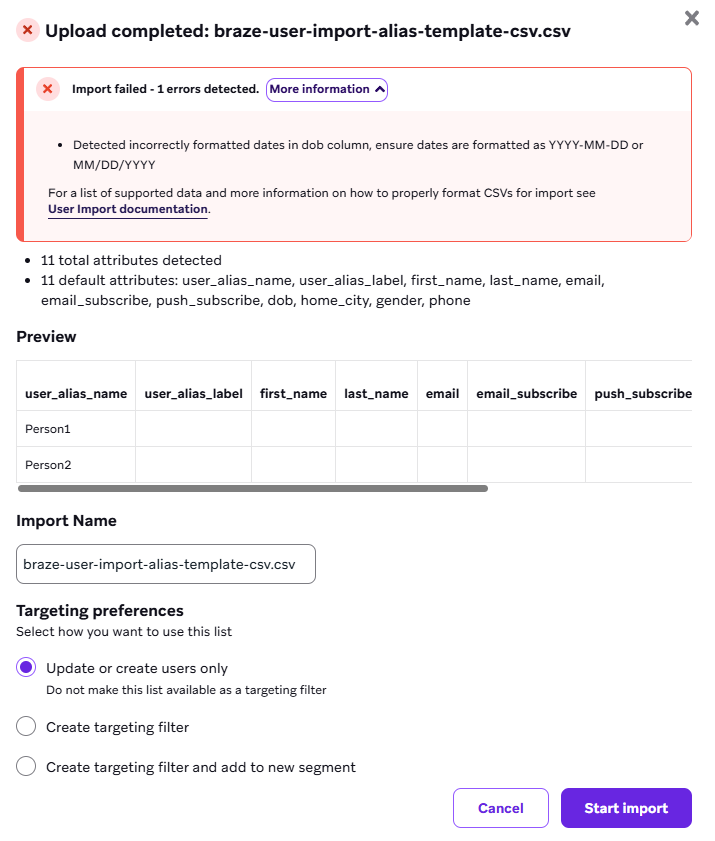 Upload completed: braze-user-import-alias-template-csv.csv
Import failed - 1 errors detected. More information
Detected incorrectly formatted dates in dob column, ensure dates are formatted as YYYY-MM-DD or
MM/DD/YYYY
For a list of supported data and more information on how to properly format CSVs for import see
User Import documentation.
11 total attributes detected
11 default attributes: user_alias_name, user_alias_label, first_name, last_name, email,
email_subscribe, push_subscribe, dob, home_city, gender, phone
Preview
user_alias_name user_alias_label first_name last_name email email_subscribe push_subscribe
Person1
Person2
Import Name
braze-user-import-alias-template-csv.csv
Targeting preferences
Select how you want to use this list
Update or create users only
Do not make this list available as a targeting filter
Create targeting filter
Create targeting filter and add to new segment
Cancel Start import